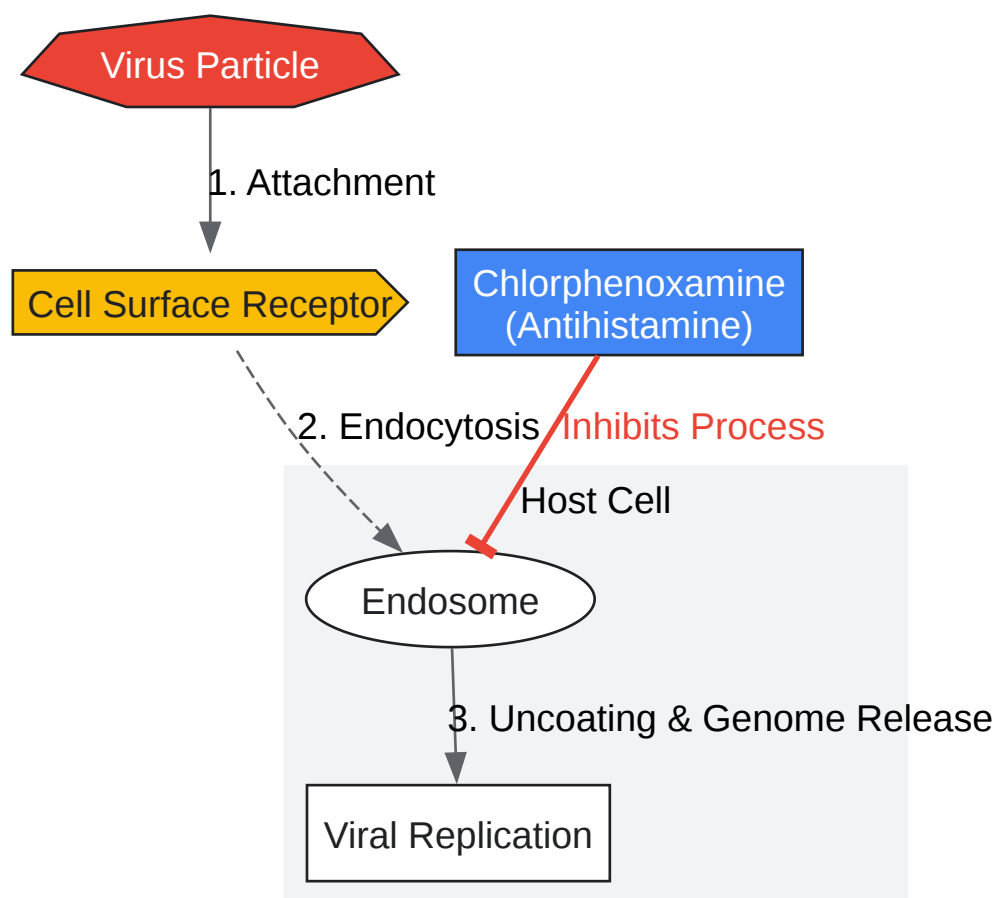 Virus Particle
1. Attachment
Cell Surface Receptor
Chlorphenoxamine
(Antihistamine)
2. Endocytosis
Inhibits Process
Host Cell
Endosome
3. Uncoating & Genome Release
Viral Replication